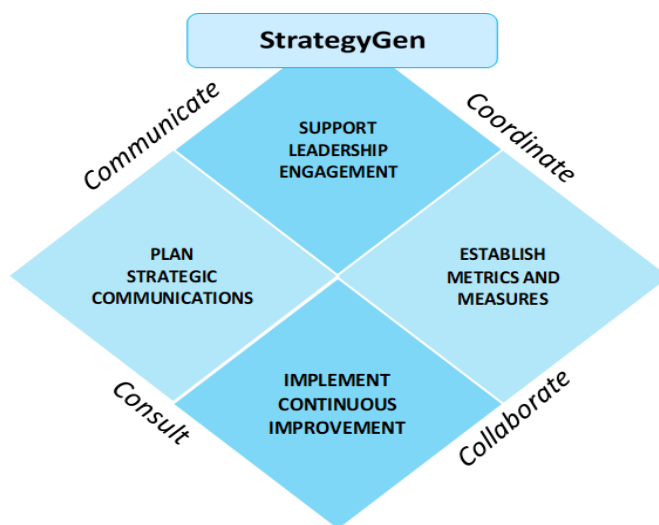 StrategyGen
Communicate
Coordinate
SUPPORT
LEADERSHIP
ENGAGEMENT
PLAN
STRATEGIC
COMMUNICATIONS
ESTABLISH
METRICS AND
MEASURES
IMPLEMENT
CONTINUOUS
IMPROVEMENT
Consult
Collaborate